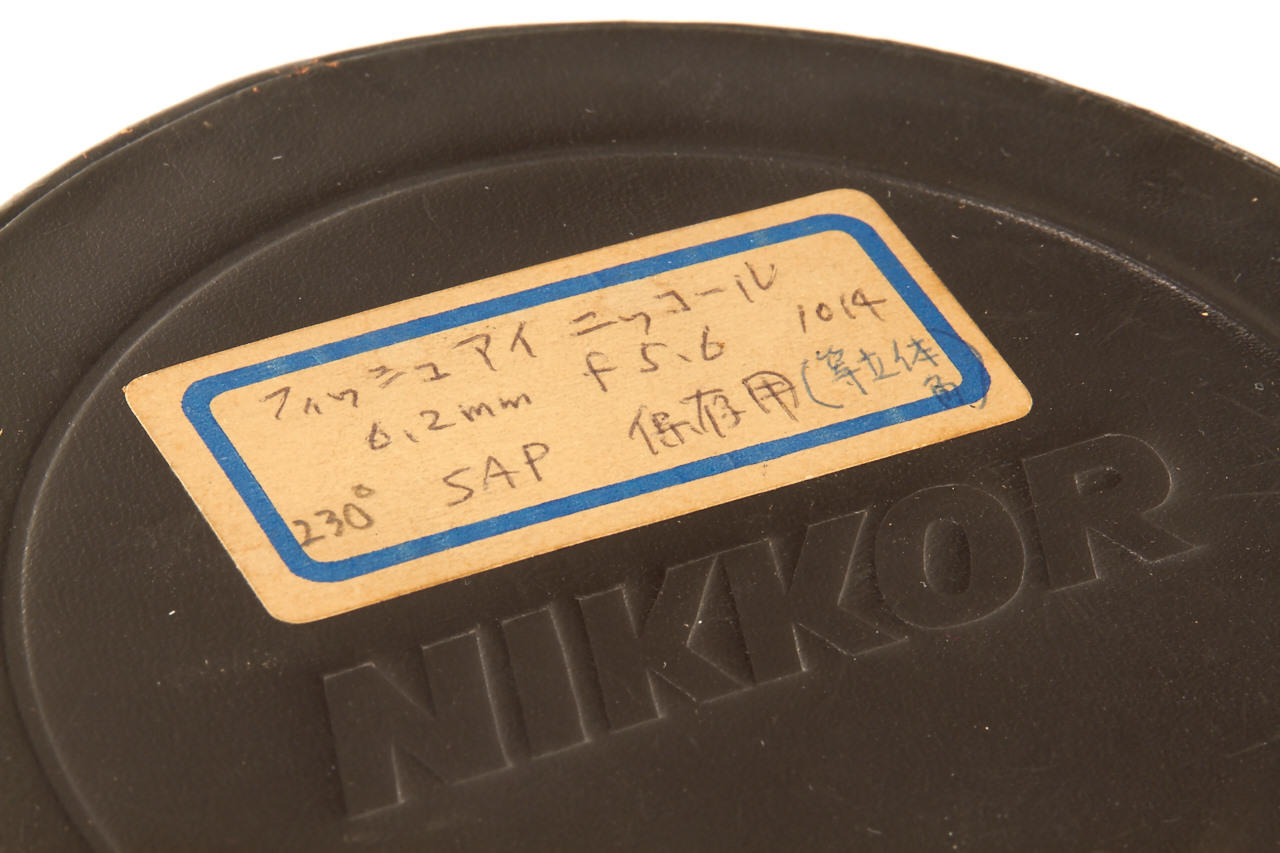 フィッシュアイ ニッコール
6.2mm F5.6 1014
230° SAP 保存用(等立体角)
NIKKOR